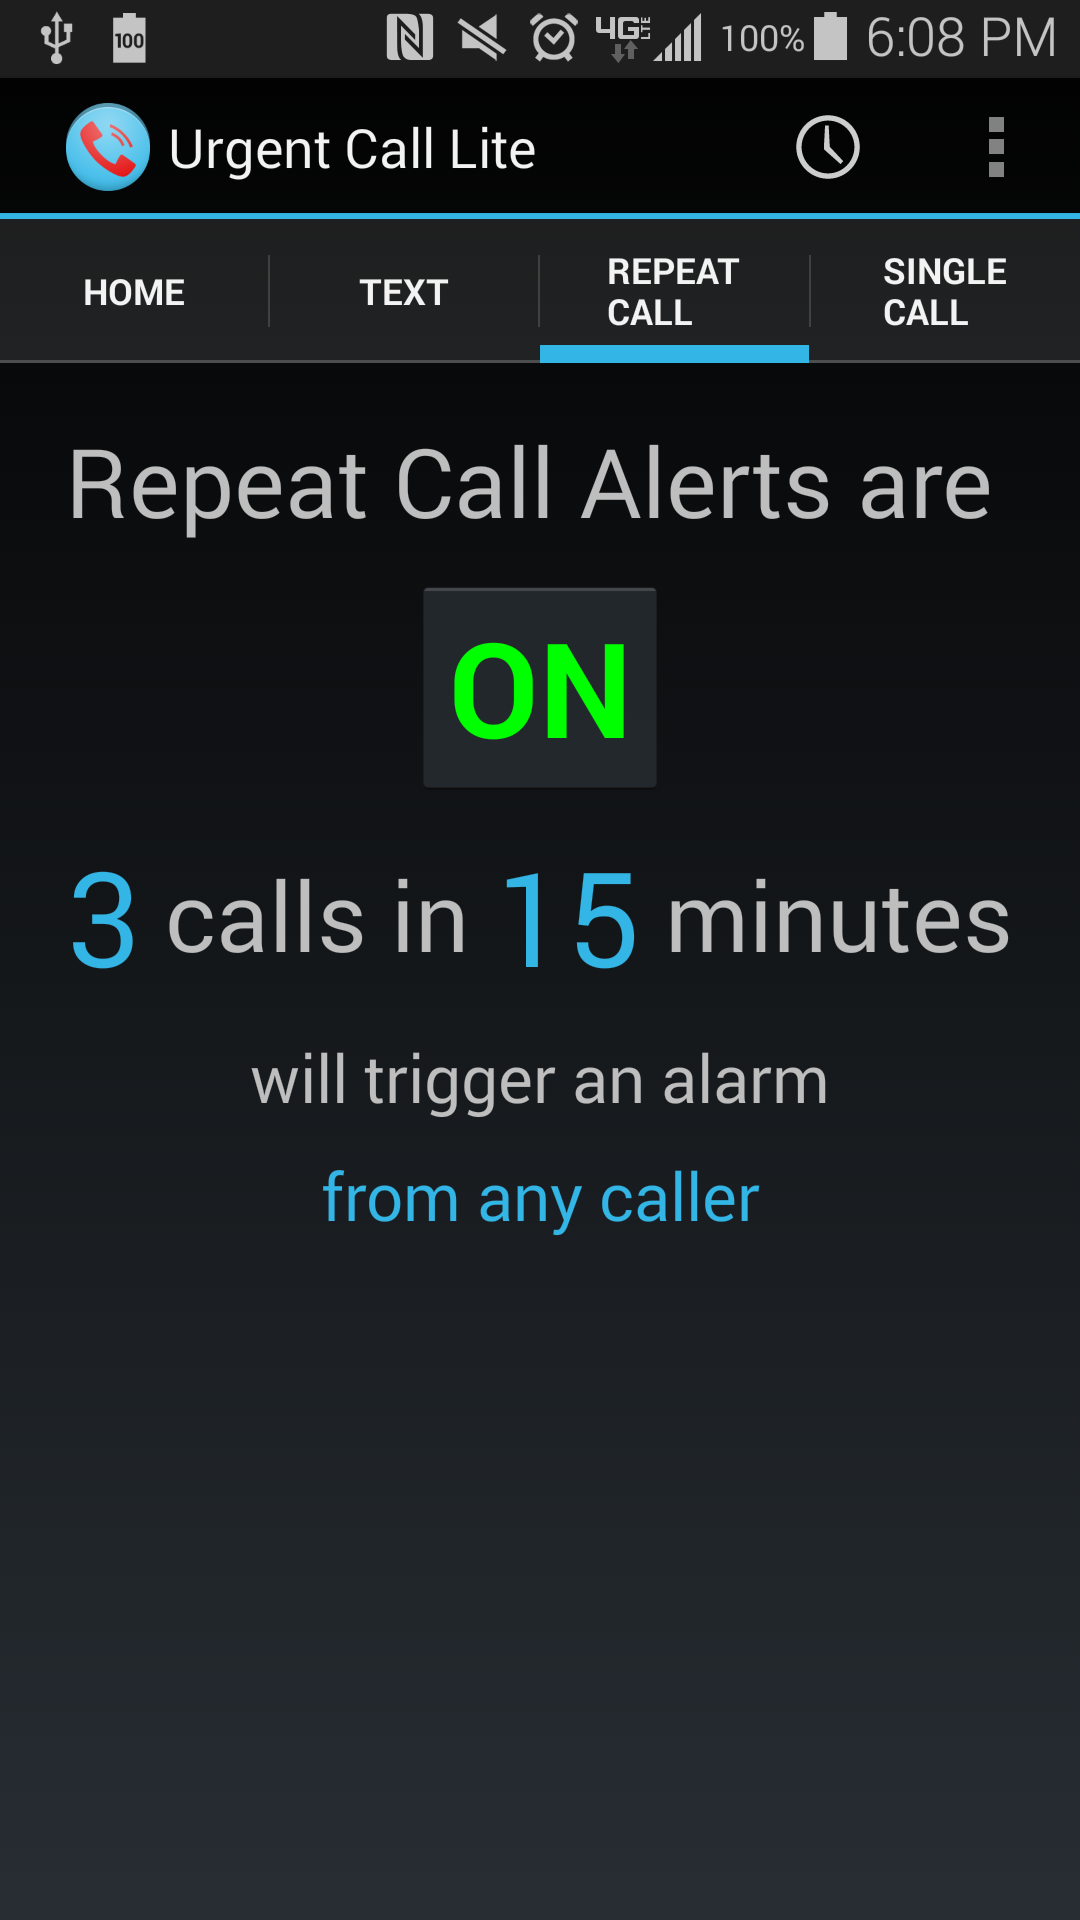 100 4G LTE 100% 6:08 PM
Urgent Call Lite
HOME TEXT REPEAT CALL SINGLE CALL
Repeat Call Alerts are
ON
3 calls in 15 minutes
will trigger an alarm
from any caller